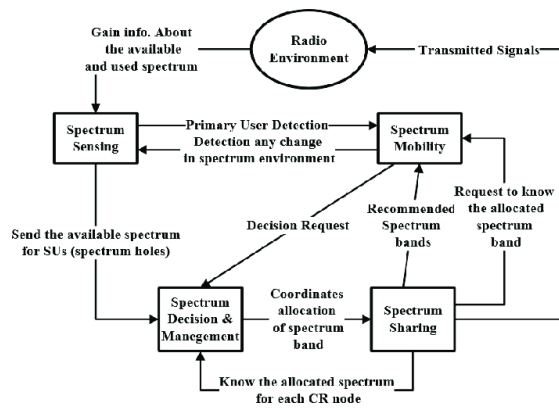 Gain info. About
the available
and used spectrum
Radio
Environment
Transmitted Signals
Spectrum
Sensing
Primary User Detection
Detection any change
in spectrum environment
Spectrum
Mobility
Request to know
the allocated
spectrum
band
Send the available spectrum
for SUs (spectrum holes)
Decision Request
Recommended
Spectrum
bands
Spectrum
Decision &
Manegement
Coordinates
allocation
of spectrum
band
Spectrum
Sharing
Know the allocated spectrum
for each CR node